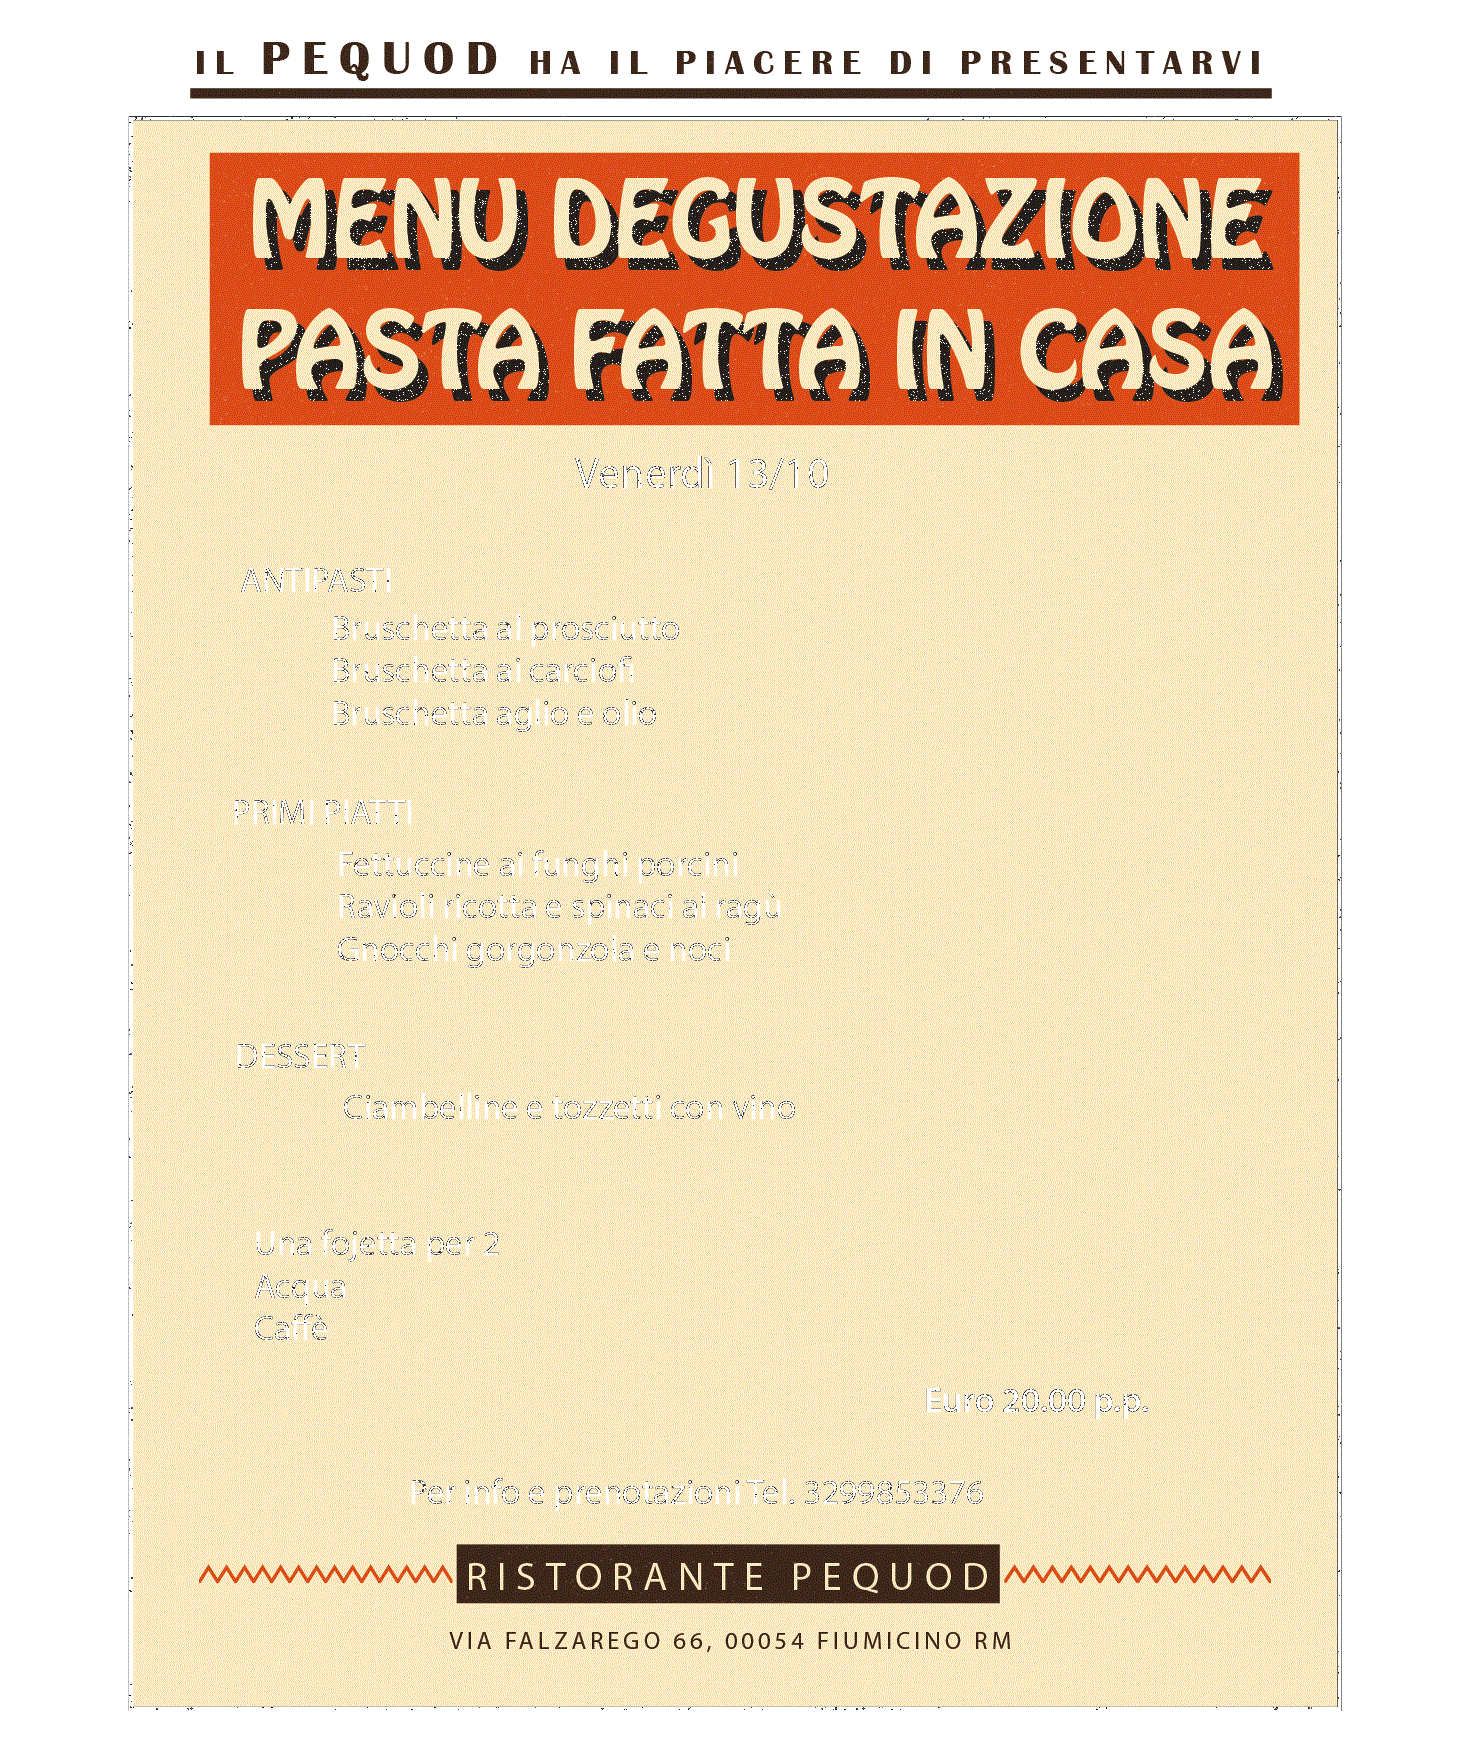 IL PEQUOD HA IL PIACERE DI PRESENTARVI
MENU DEGUSTAZIONE
PASTA FATTA IN CASA
Venerdì 13/10
ANTIPASTI
Bruschetta al prosciutto
Bruschetta ai carciofi
Bruschetta aglio e olio
PRIMI PIATTI
Fettuccine ai funghi porcini
Ravioli ricotta e spinaci al ragù
Gnocchi gorgonzola e noci
DESSERT
Ciambelline e tozzetti con vino
Una fojetta per 2
Acqua
Caffè
Euro 20.00 p.p.
Per info e prenotazioni Tel. 3299853376
RISTORANTE PEQUOD
VIA FALZAREGO 66, 00054 FIUMICINO RM